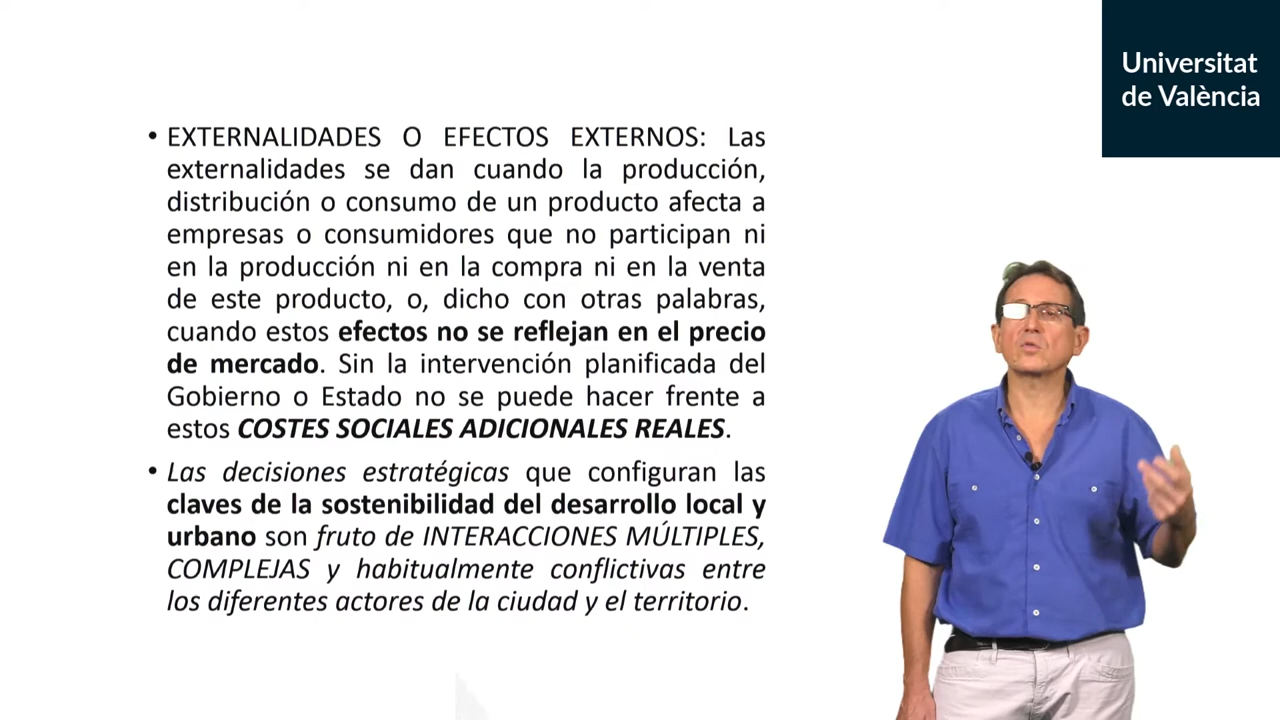 Universitat
de València
• EXTERNALIDADES O EFECTOS EXTERNOS: Las
externalidades se dan cuando la producción,
distribución o consumo de un producto afecta a
empresas o consumidores que no participan ni
en la producción ni en la compra ni en la venta
de este producto, o, dicho con otras palabras,
cuando estos efectos no se reflejan en el precio
de mercado. Sin la intervención planificada del
Gobierno o Estado no se puede hacer frente a
estos COSTES SOCIALES ADICIONALES REALES.
• Las decisiones estratégicas que configuran las
claves de la sostenibilidad del desarrollo local y
urbano son fruto de INTERACCIONES MÚLTIPLES,
COMPLEJAS y habitualmente conflictivas entre
los diferentes actores de la ciudad y el territorio.